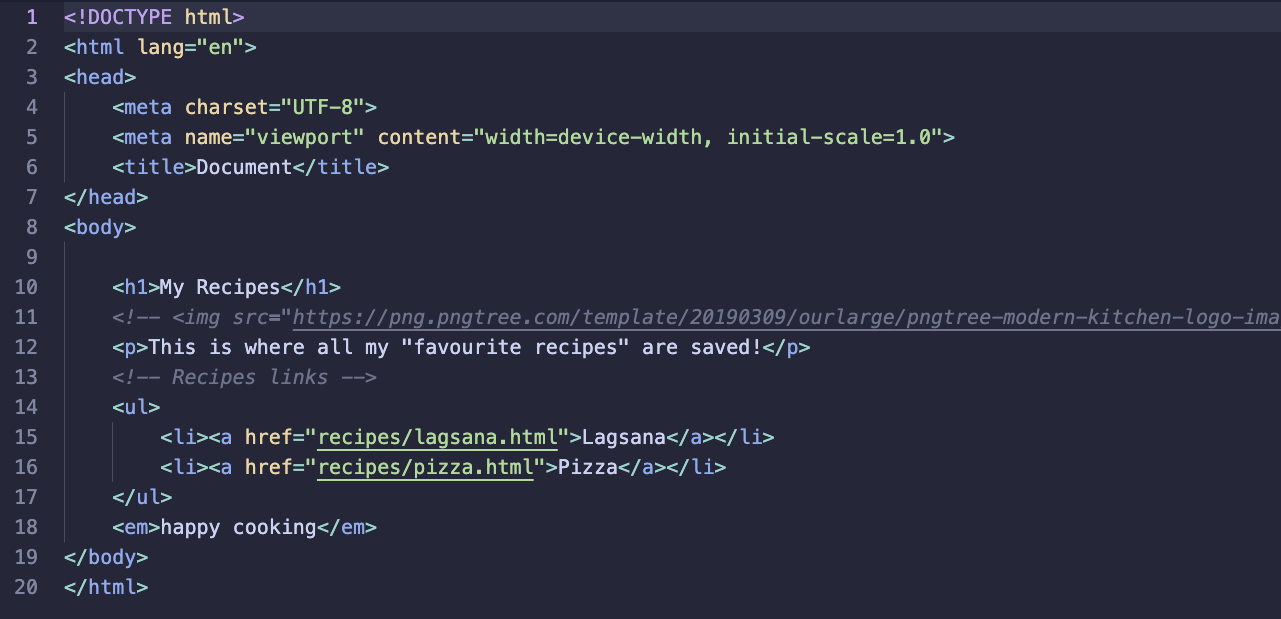 1 <!DOCTYPE html>
2 <html lang="en">
3 <head>
4     <meta charset="UTF-8">
5     <meta name="viewport" content="width=device-width, initial-scale=1.0">
6     <title>Document</title>
7 </head>
8 <body>
9
10     <h1>My Recipes</h1>
11     <!-- <img src="https://png.pngtree.com/template/20190309/ourlarge/pngtree-modern-kitchen-logo-ima
12     <p>This is where all my "favourite recipes" are saved!</p>
13     <!-- Recipes links -->
14     <ul>
15         <li><a href="recipes/lagsana.html">Lagsana</a></li>
16         <li><a href="recipes/pizza.html">Pizza</a></li>
17     </ul>
18     <em>happy cooking</em>
19 </body>
20 </html>